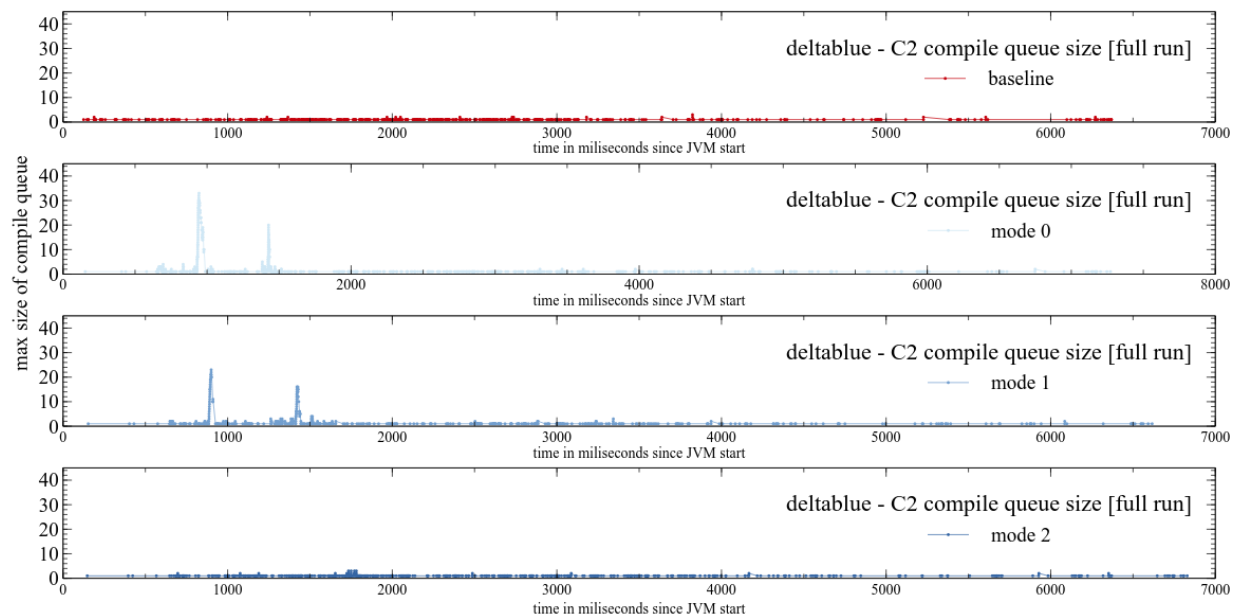 max size of compile queue
40
30
20
10
0
deltablue - C2 compile queue size [full run]
baseline
0 1000 2000 3000 4000 5000 6000 7000
time in miliseconds since JVM start
40
30
20
10
0
deltablue - C2 compile queue size [full run]
mode 0
0 2000 4000 6000 8000
time in miliseconds since JVM start
40
30
20
10
0
deltablue - C2 compile queue size [full run]
mode 1
0 1000 2000 3000 4000 5000 6000 7000
time in miliseconds since JVM start
40
30
20
10
0
deltablue - C2 compile queue size [full run]
mode 2
0 1000 2000 3000 4000 5000 6000 7000
time in miliseconds since JVM start